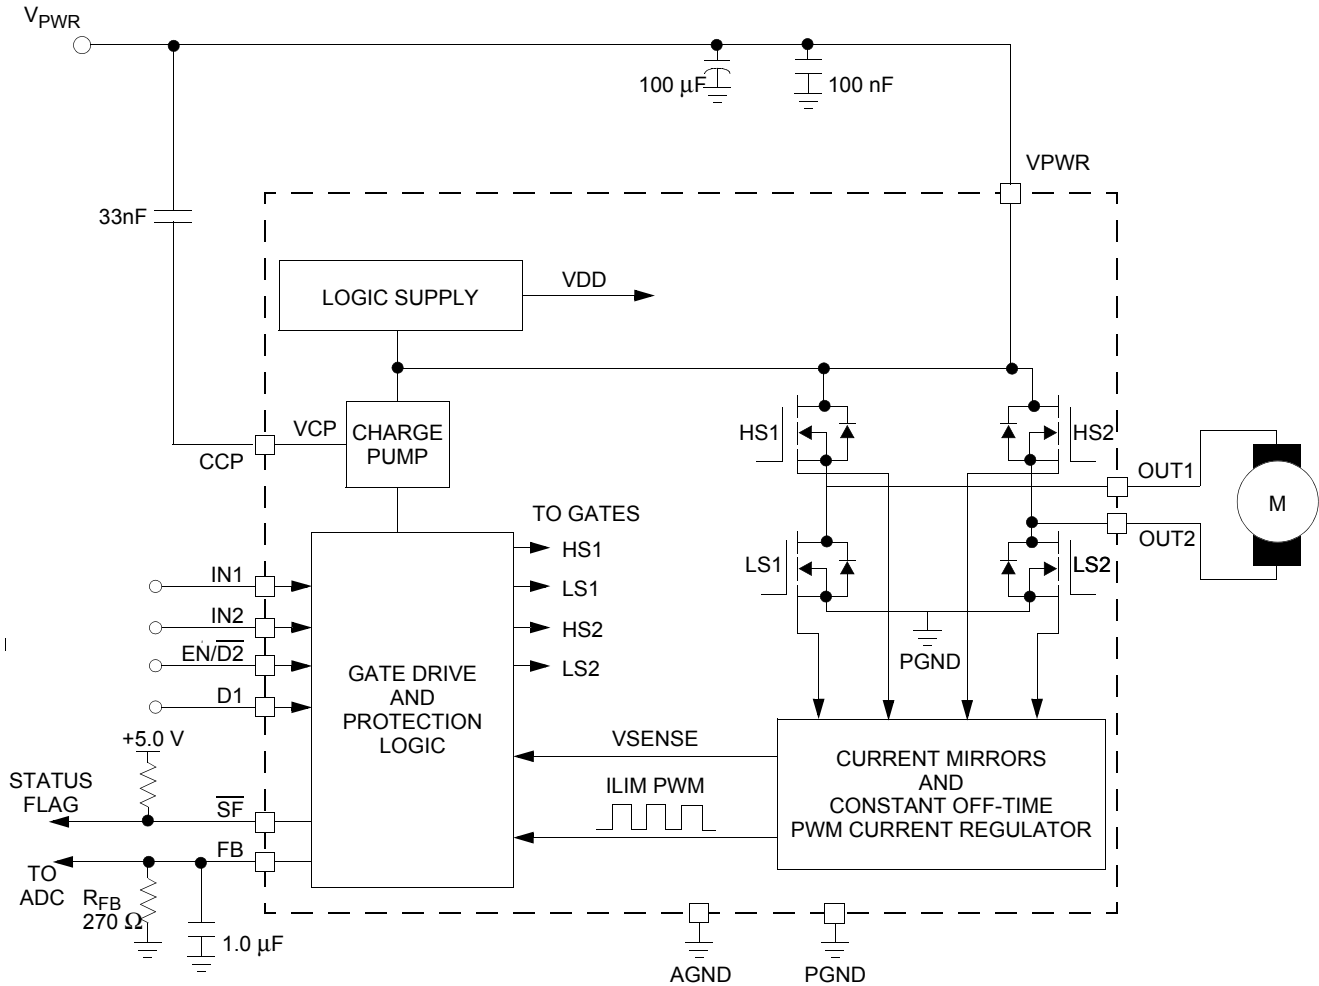 VPWR
100 μF
100 nF
VPWR
33nF
LOGIC SUPPLY
VDD
VCP
CCP
CHARGE
PUMP
HS1
HS2
OUT1
M
OUT2
TO GATES
HS1
LS1
HS2
LS2
LS1
LS2
PGND
IN1
IN2
EN/D2
D1
GATE DRIVE
AND
PROTECTION
LOGIC
+5.0 V
STATUS
FLAG
SF
FB
TO
ADC
RFB
270 Ω
1.0 μF
VSENSE
ILIM PWM
CURRENT MIRRORS
AND
CONSTANT OFF-TIME
PWM CURRENT REGULATOR
AGND
PGND